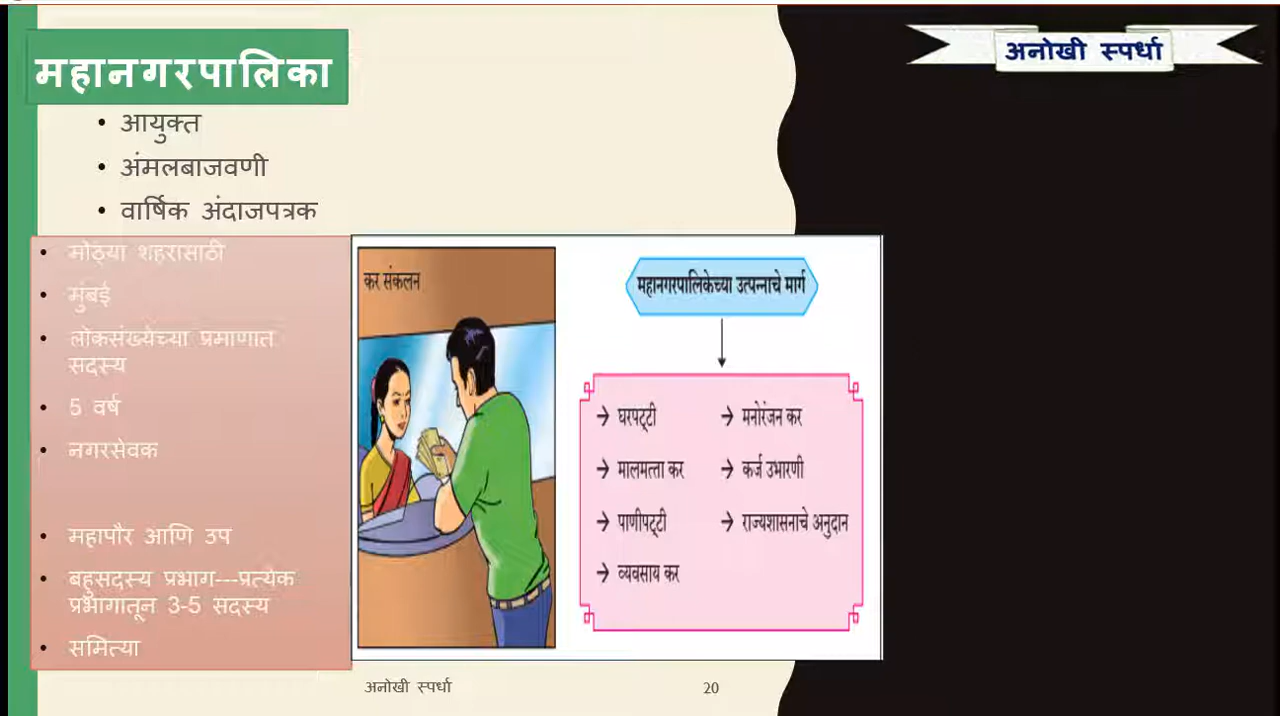 महानगरपालिका
अनोखी स्पर्धा
• आयुक्त
• अंमलबाजवणी
• वार्षिक अंदाजपत्रक
• मोठ्या शहरासाठी
• मुंबई
• लोकसंख्येच्या प्रमाणात
सदस्य
• 5 वर्ष
• नगरसेवक
• महापौर आणि उप
• बहुसदस्य प्रभाग---प्रत्येक
प्रभागातून 3-5 सदस्य
• समित्या
कर संकलन
महानगरपालिकेच्या उत्पन्नाचे मार्ग
→ घरपट्टी
→ मालमत्ता कर
→ पाणीपट्टी
→ व्यवसाय कर
→ मनोरंजन कर
→ कर्ज उभारणी
→ राज्यशासनाचे अनुदान
अनोखी स्पर्धा
20